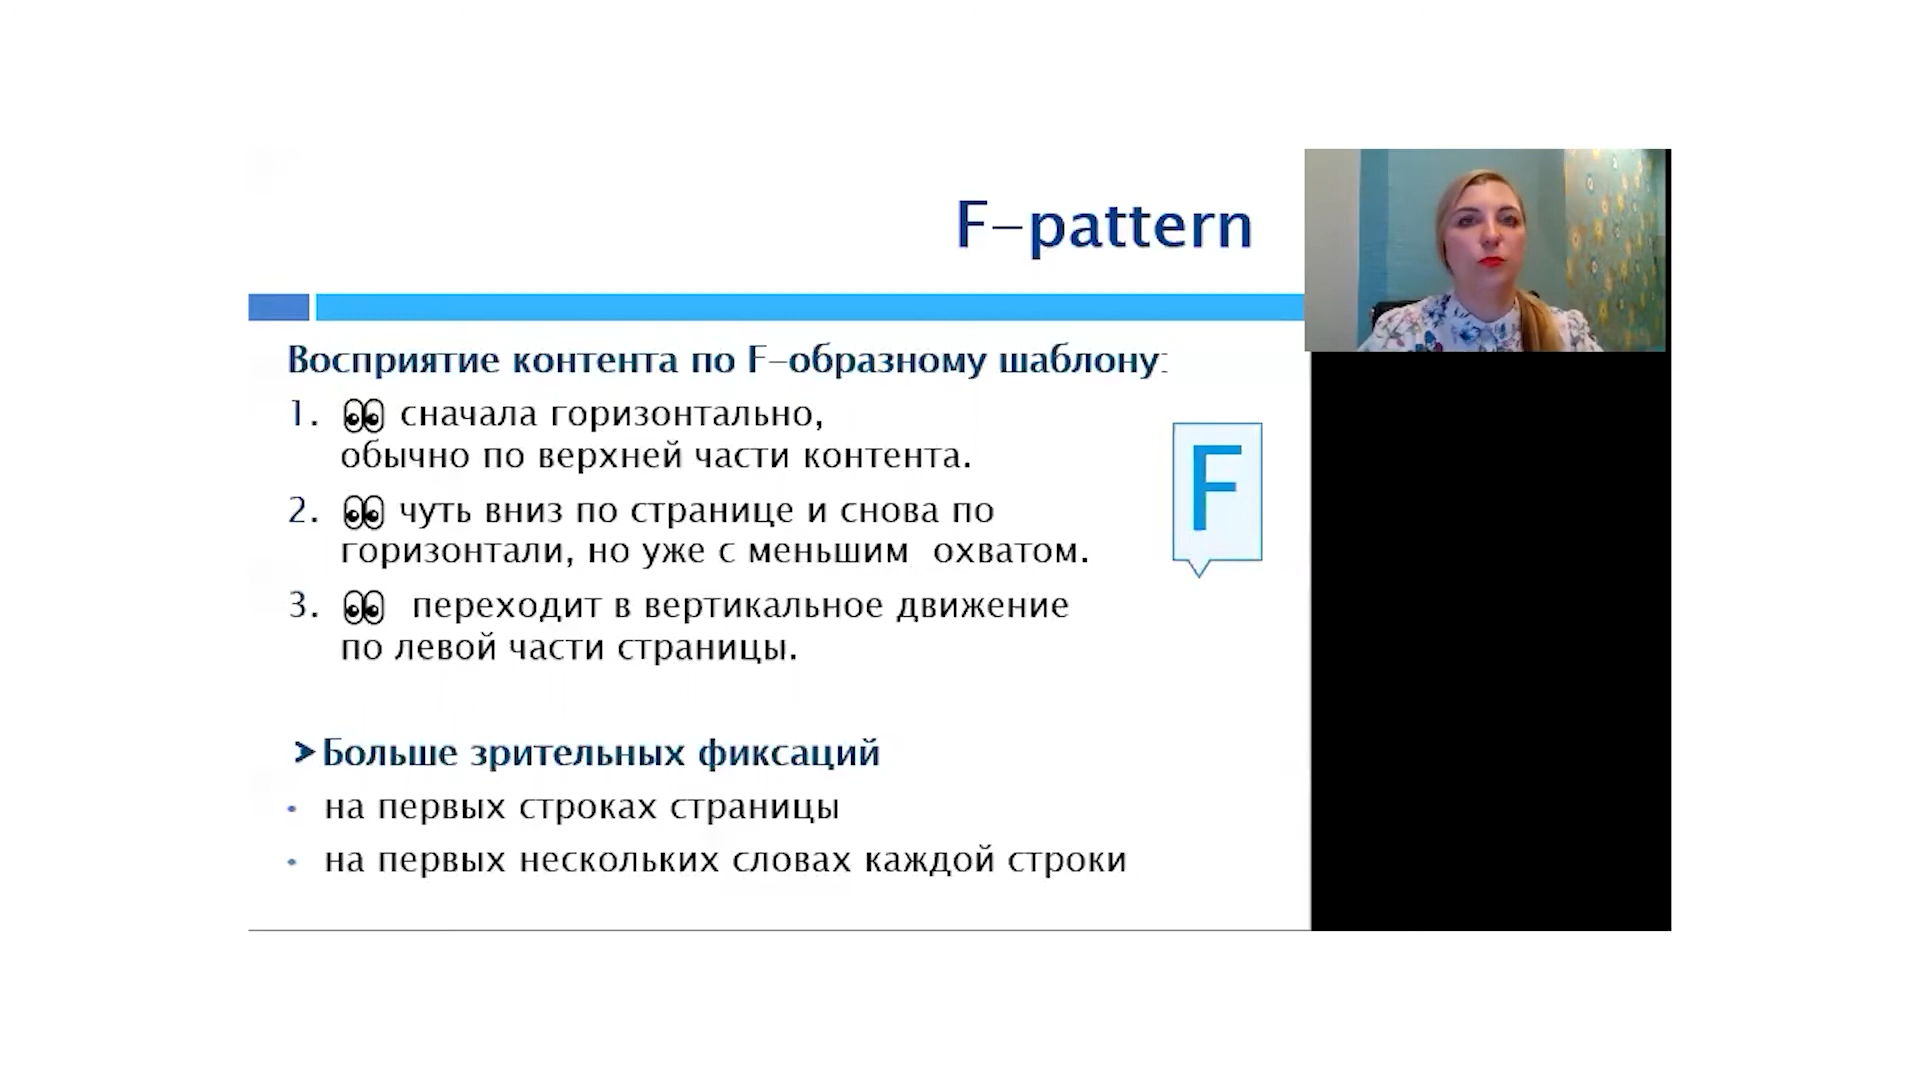 F-pattern
Восприятие контента по F-образному шаблону:
1. 👀 сначала горизонтально,
обычно по верхней части контента.
F
2. 👀 чуть вниз по странице и снова по
горизонтали, но уже с меньшим охватом.
3. 👀 переходит в вертикальное движение
по левой части страницы.
➢Больше зрительных фиксаций
• на первых строках страницы
• на первых нескольких словах каждой строки